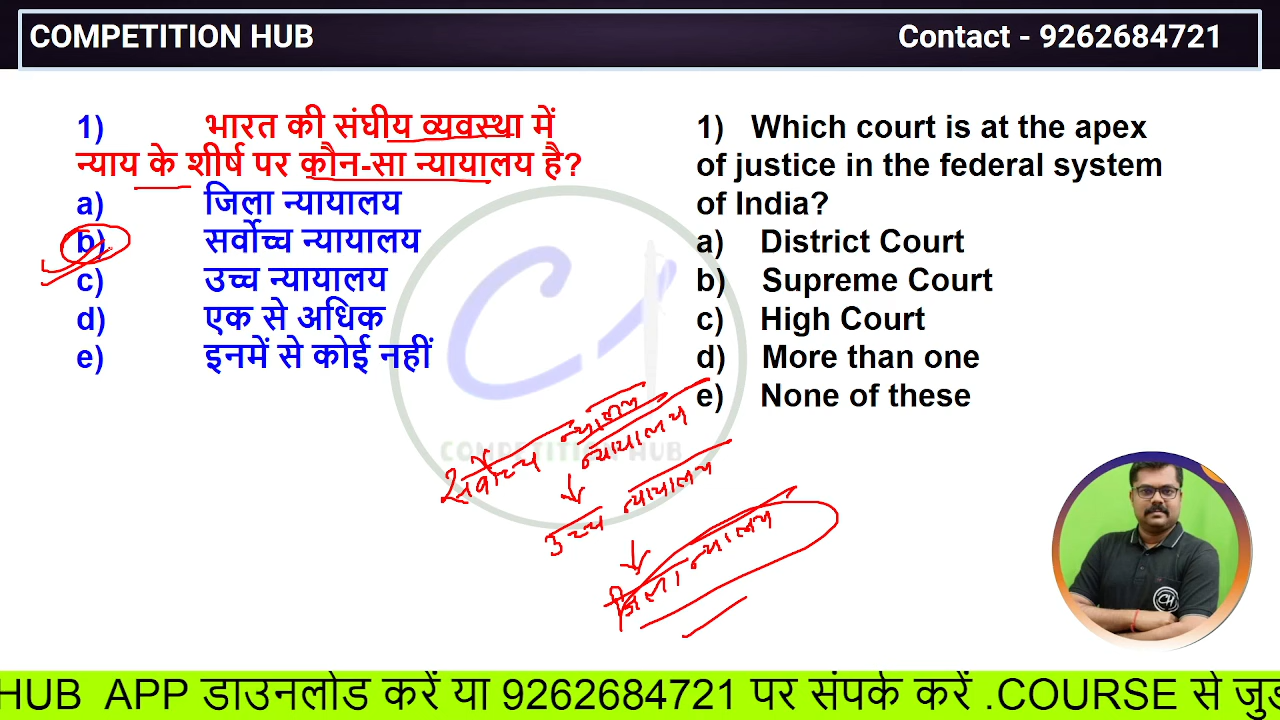 COMPETITION HUB
Contact - 9262684721
1) भारत की संघीय व्यवस्था में
न्याय के शीर्ष पर कौन-सा न्यायालय है?
a) जिला न्यायालय
b) सर्वोच्च न्यायालय
c) उच्च न्यायालय
d) एक से अधिक
e) इनमें से कोई नहीं
1) Which court is at the apex
of justice in the federal system
of India?
a) District Court
b) Supreme Court
c) High Court
d) More than one
e) None of these
COMPETITION HUB
सर्वोच्च न्यायालय
उच्च न्यायालय
जिला न्यायालय
CH
HUB APP डाउनलोड करें या 9262684721 पर संपर्क करें .COURSE से जुड़